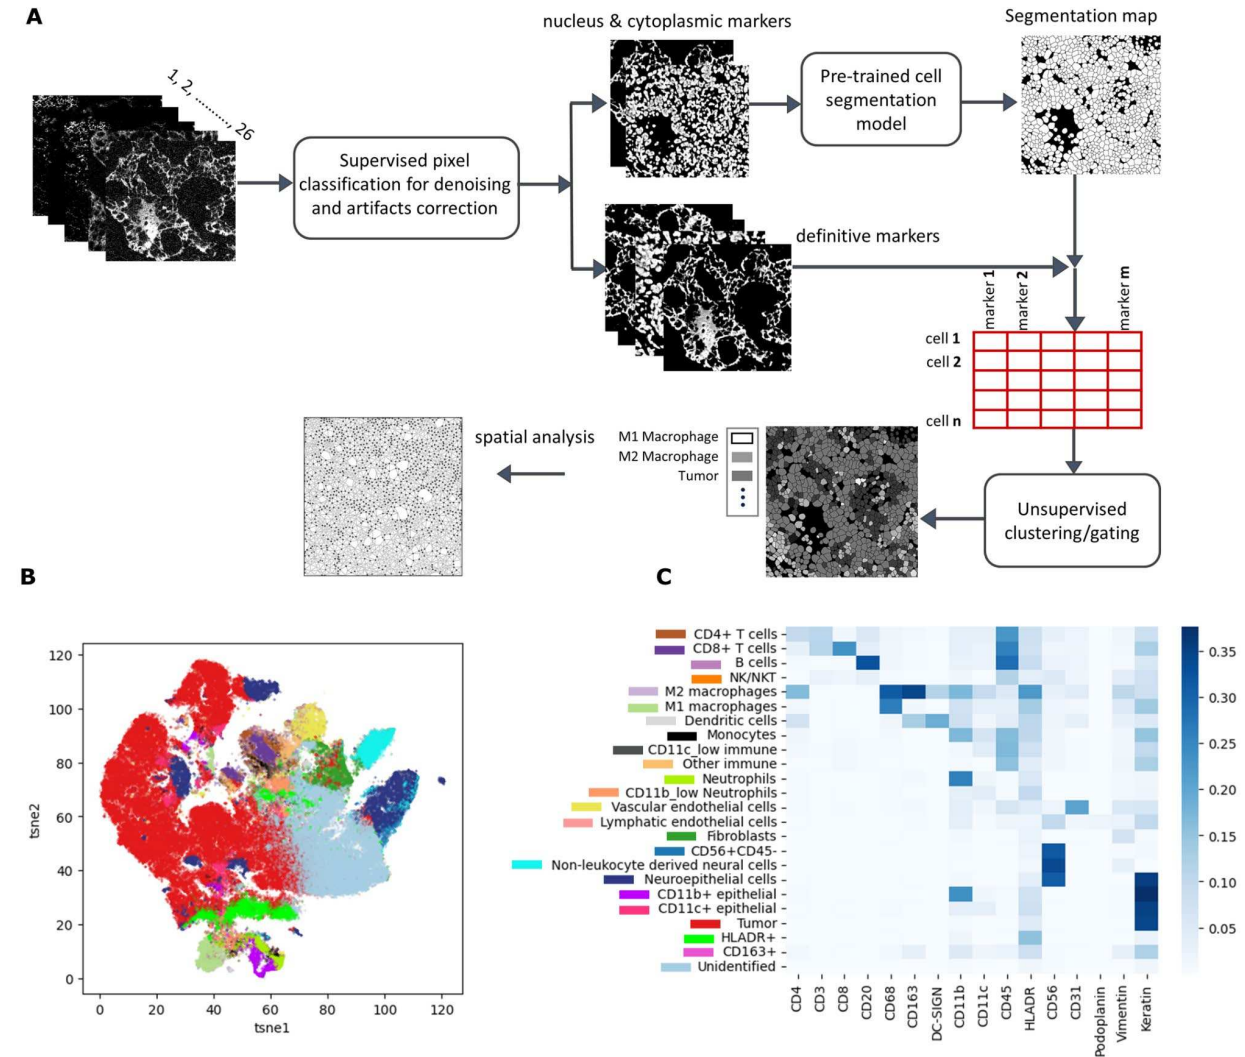 A
nucleus & cytoplasmic markers
Segmentation map
1, 2, ........., 26
Supervised pixel
classification for denoising
and artifacts correction
Pre-trained cell
segmentation
model
definitive markers
marker 1
marker 2
marker m
cell 1
cell 2
cell n
Unsupervised
clustering/gating
M1 Macrophage
M2 Macrophage
Tumor
spatial analysis
B
tsne2
120
100
80
60
40
20
0
0 20 40 60 80 100 120
tsne1
C
CD4+ T cells
CD8+ T cells
B cells
NK/NKT
M2 macrophages
M1 macrophages
Dendritic cells
Monocytes
CD11c_low immune
Other immune
Neutrophils
CD11b_low Neutrophils
Vascular endothelial cells
Lymphatic endothelial cells
Fibroblasts
CD56+CD45-
Non-leukocyte derived neural cells
Neuroepithelial cells
CD11b+ epithelial
CD11c+ epithelial
Tumor
HLADR+
CD163+
Unidentified
CD4
CD3
CD8
CD20
CD68
CD163
DC-SIGN
CD11b
CD11c
CD45
HLADR
CD56
CD31
Podoplanin
Vimentin
Keratin
0.35
0.30
0.25
0.20
0.15
0.10
0.05